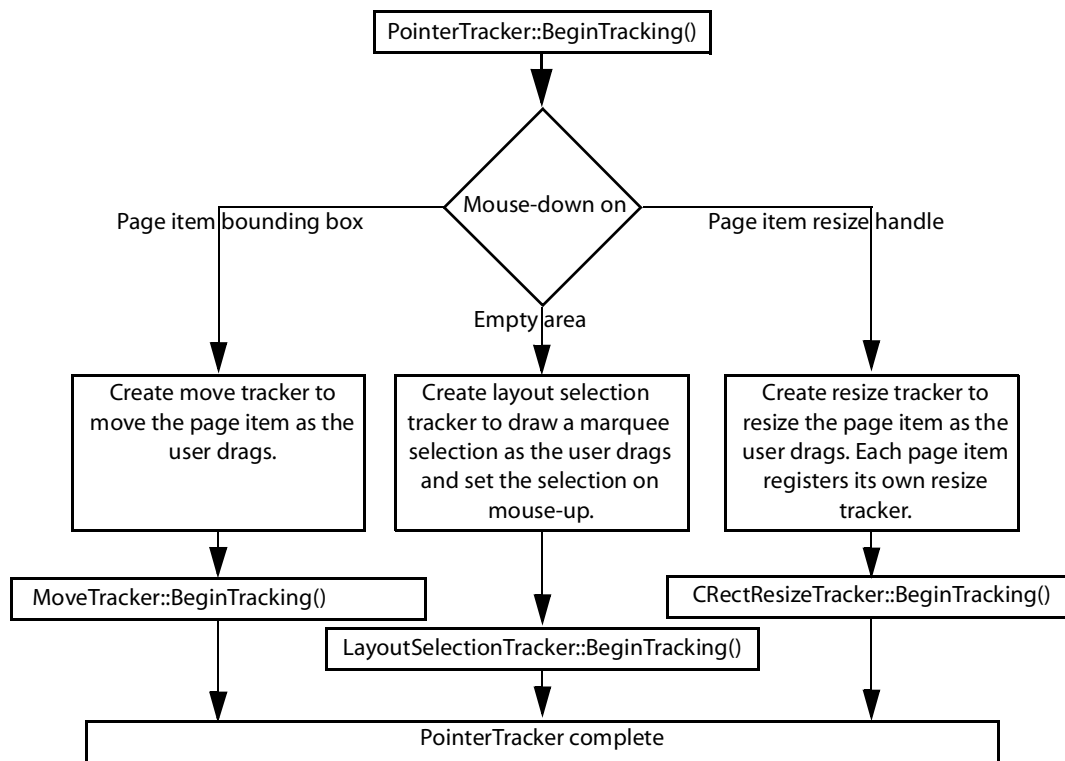 PointerTracker::BeginTracking()
Mouse-down on
Page item bounding box
Page item resize handle
Empty area
Create move tracker to
move the page item as the
user drags.
Create layout selection
tracker to draw a marquee
selection as the user drags
and set the selection on
mouse-up.
Create resize tracker to
resize the page item as the
user drags. Each page item
registers its own resize
tracker.
MoveTracker::BeginTracking()
CRectResizeTracker::BeginTracking()
LayoutSelectionTracker::BeginTracking()
PointerTracker complete